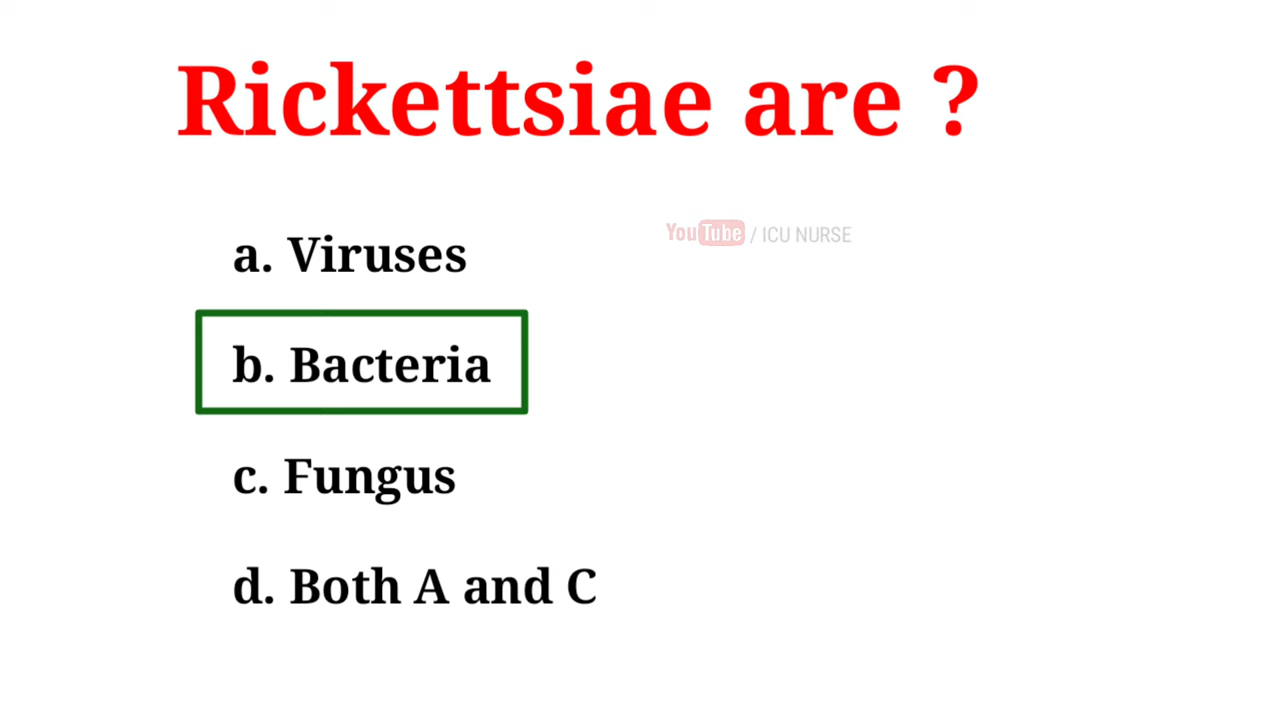 Rickettsiae are ?
YouTube / ICU NURSE
a. Viruses
b. Bacteria
c. Fungus
d. Both A and C